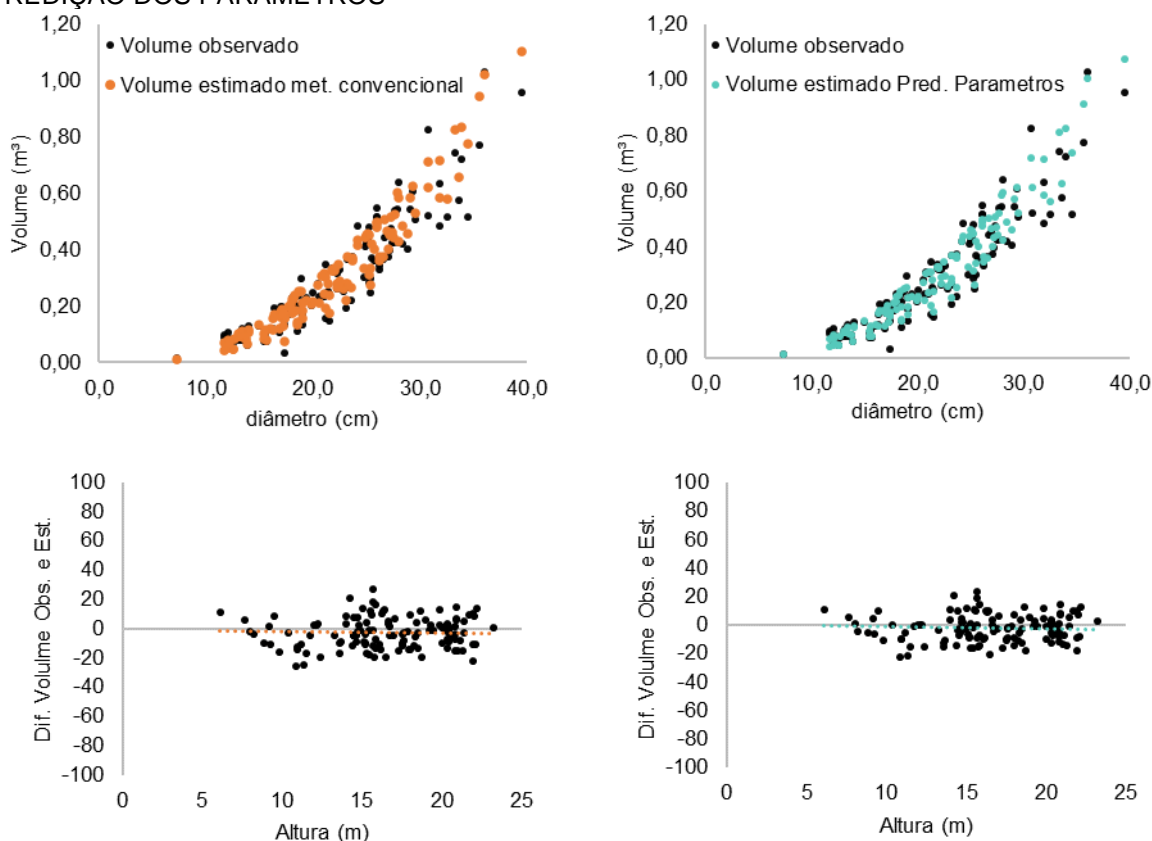 REDIÇÃO DOS PARÂMETROS
1,20
1,00
0,80
0,60
0,40
0,20
0,00
Volume (m³)
Volume observado
Volume estimado met. convencional
0,0 10,0 20,0 30,0 40,0
diâmetro (cm)
1,20
1,00
0,80
0,60
0,40
0,20
0,00
Volume (m³)
Volume observado
Volume estimado Pred. Parametros
0,0 10,0 20,0 30,0 40,0
diâmetro (cm)
100
80
60
40
20
0
-20
-40
-60
-80
-100
Dif. Volulme Obs. e Est.
0 5 10 15 20 25
Altura (m)
100
80
60
40
20
0
-20
-40
-60
-80
-100
Dif. Volulme Obs. e Est.
0 5 10 15 20 25
Altura (m)